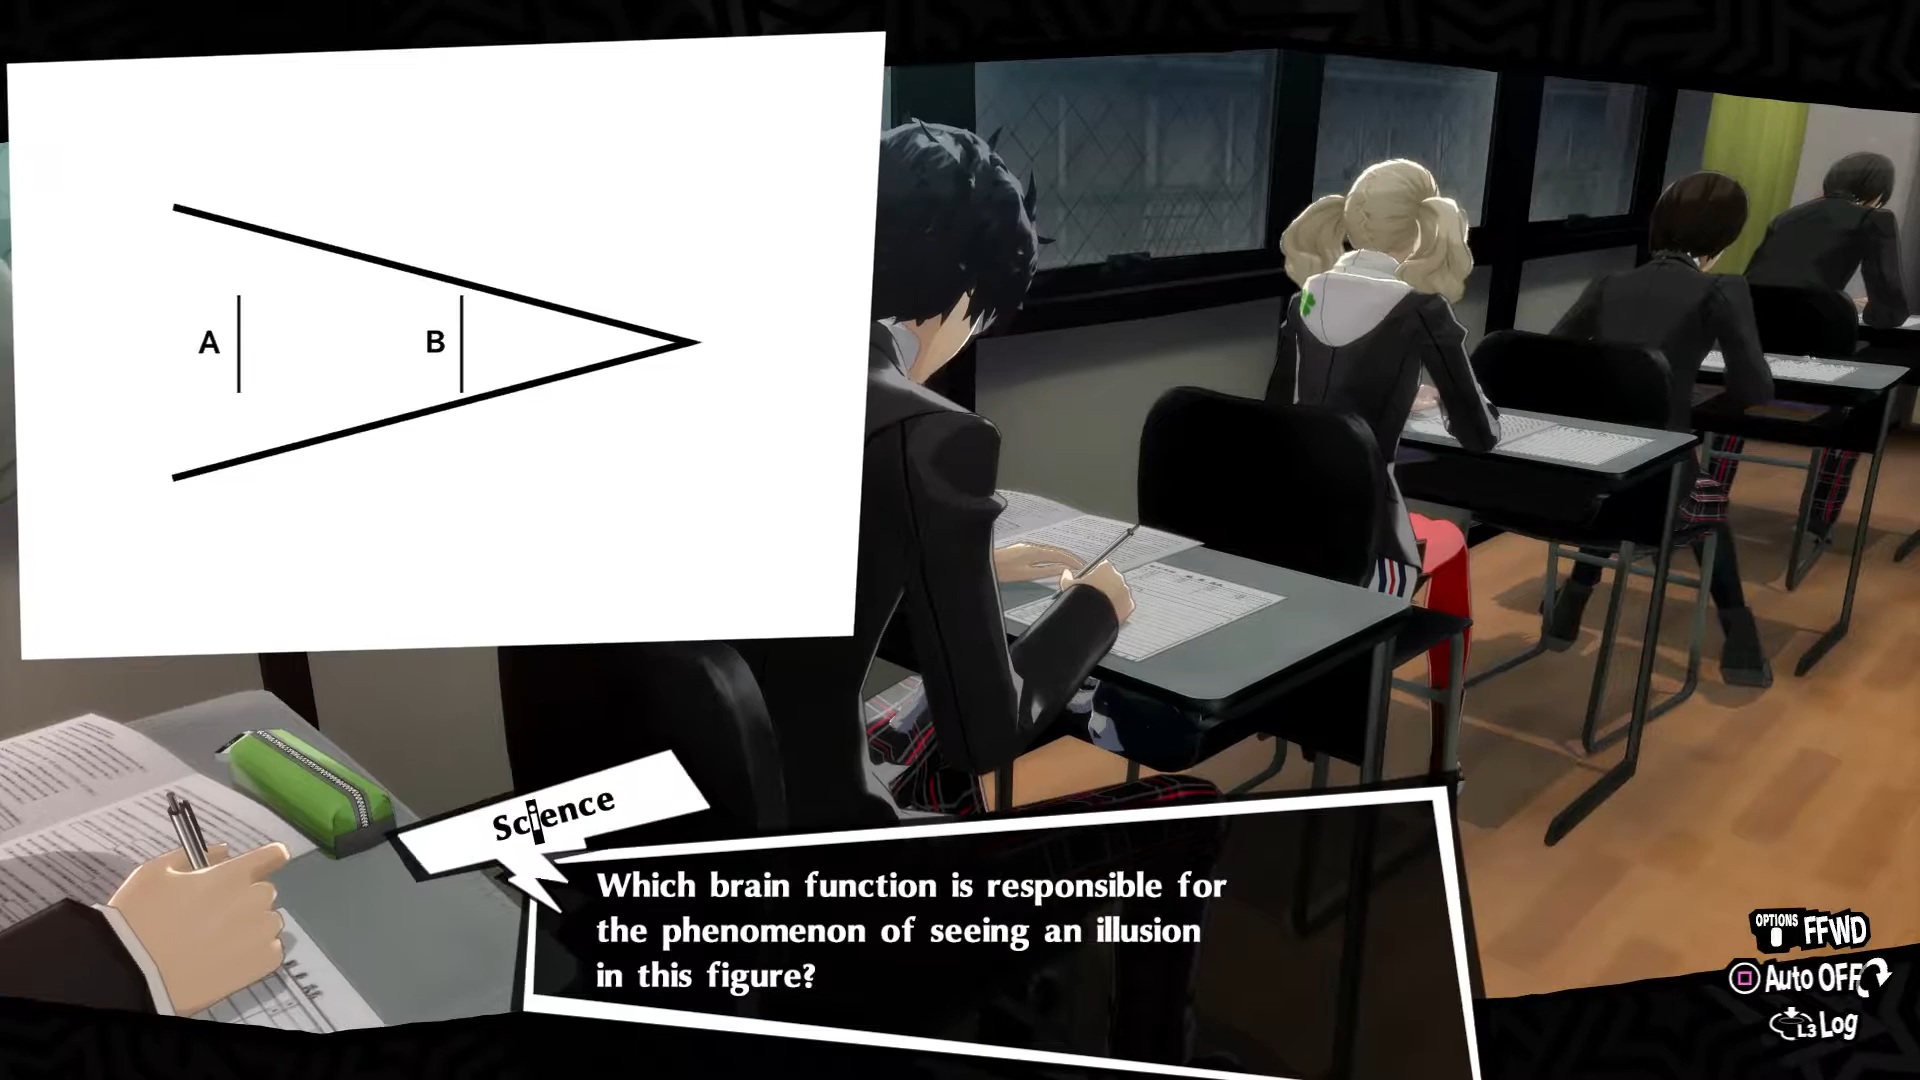 A
B
Science
Which brain function is responsible for
the phenomenon of seeing an illusion
in this figure?
OPTIONS FFWD
Auto OFF
L3 Log